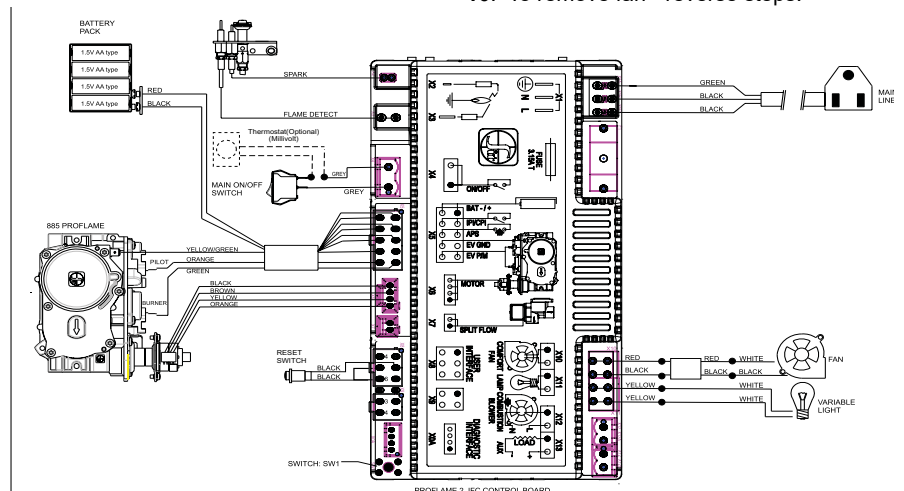 BATTERY
PACK
1.5V AA type
1.5V AA type
1.5V AA type
1.5V AA type
RED
BLACK
SPARK
FLAME DETECT
Thermostat(Optional)
(Millivolt)
GREY
MAIN ON/OFF
SWITCH
GREY
885 PROFLAME
YELLOW/GREEN
PILOT
ORANGE
GREEN
BURNER
BLACK
BROWN
YELLOW
ORANGE
RESET
SWITCH
BLACK
BLACK
SWITCH: SW1
X2
X3
X4
ON/OFF
BAT - / +
IPI/CPI
X5
APS
EV GND
EV P/M
X6
MOTOR
X7
SPLIT FLOW
X8
USER
INTERFACE
X9
DIAGNOSTIC
INTERFACE
N
L
X1
FUSE
3.15AT
COMFORT
FAN
X10
LAMP
X11
COMBUSTION
BLOWER
N
L
X12
LOAD
AUX
X13
GREEN
BLACK
BLACK
RED
RED
WHITE
BLACK
BLACK
BLACK
FAN
YELLOW
WHITE
YELLOW
WHITE
VARIABLE
LIGHT